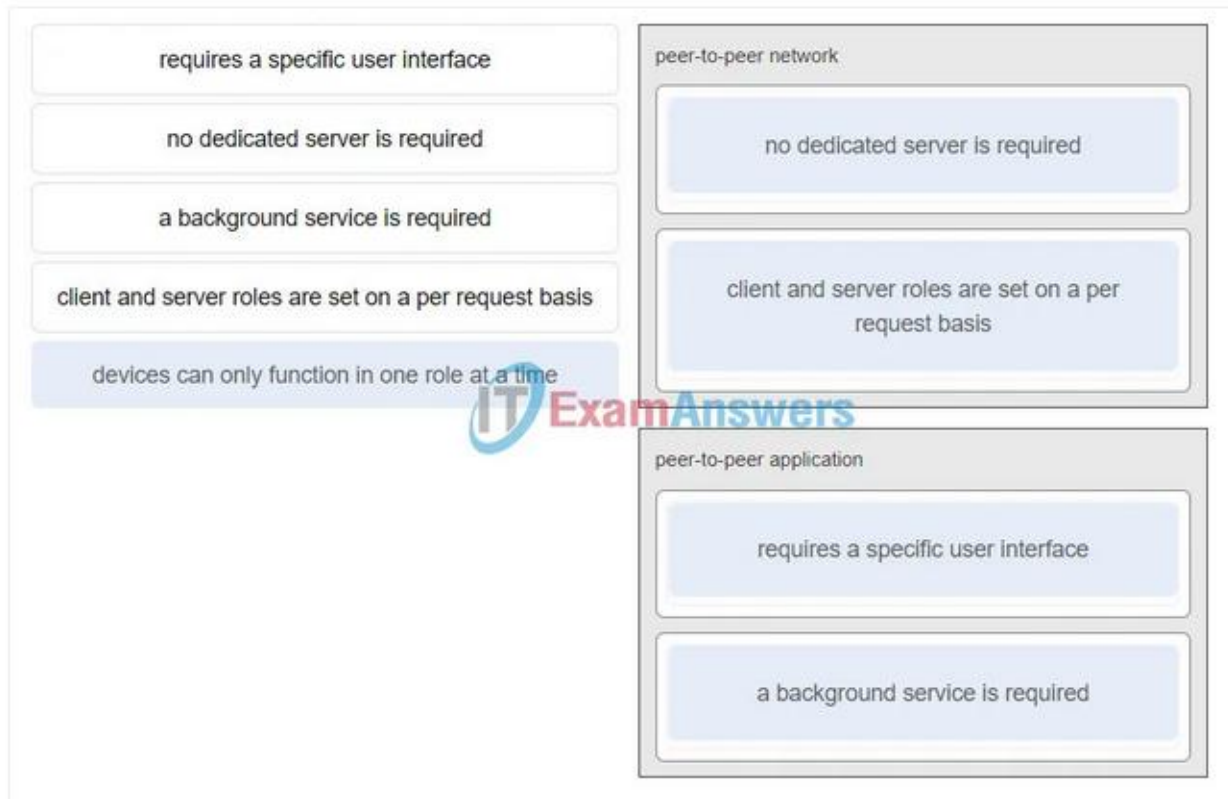 requires a specific user interface
no dedicated server is required
a background service is required
client and server roles are set on a per request basis
devices can only function in one role at a time
peer-to-peer network
no dedicated server is required
client and server roles are set on a per
request basis
IT ExamAnswers
peer-to-peer application
requires a specific user interface
a background service is required